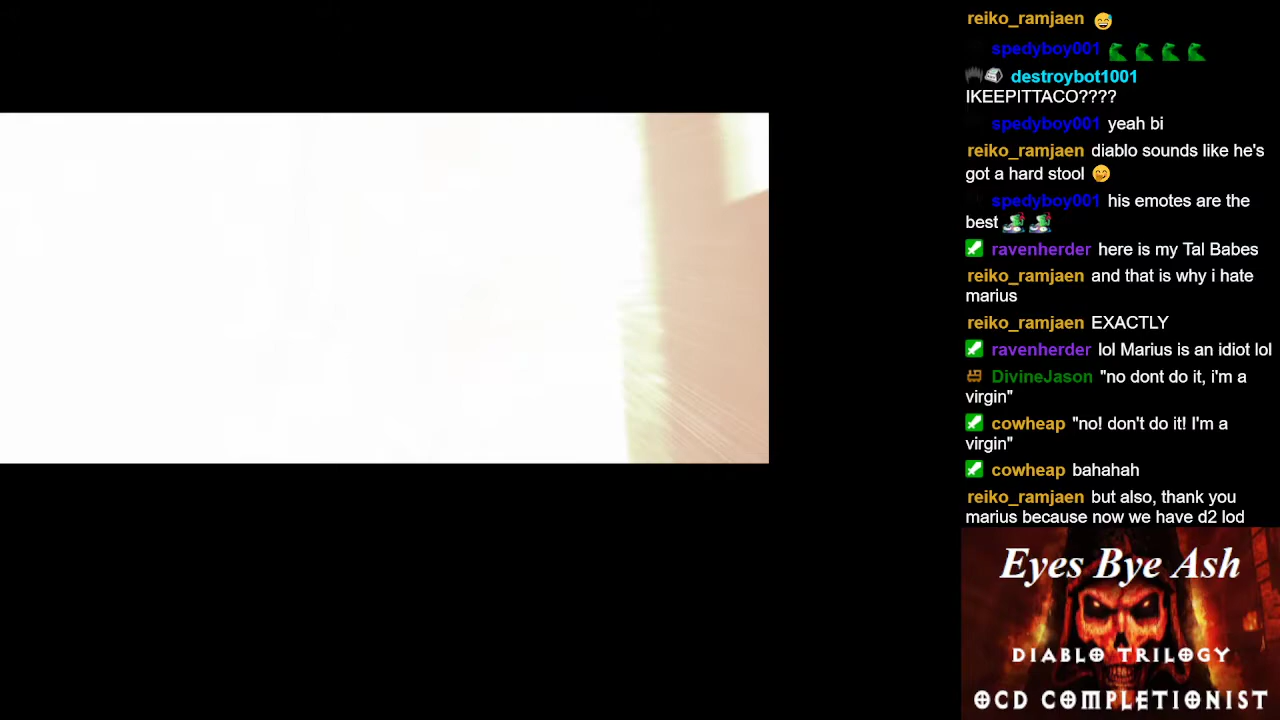 reiko_ramjaen 😅
spedyboy001
destroybot1001
IKEEPITTACO????
spedyboy001 yeah bi
reiko_ramjaen diablo sounds like he's
got a hard stool 🤭
spedyboy001 his emotes are the
best
ravenherder here is my Tal Babes
reiko_ramjaen and that is why i hate
marius
reiko_ramjaen EXACTLY
ravenherder lol Marius is an idiot lol
DivineJason "no dont do it, i'm a
virgin"
cowheap "no! don't do it! I'm a
virgin"
cowheap bahahah
reiko_ramjaen but also, thank you
marius because now we have d2 lod
Eyes Bye Ash
DIABLO TRILOGY
OCD COMPLETIONIST